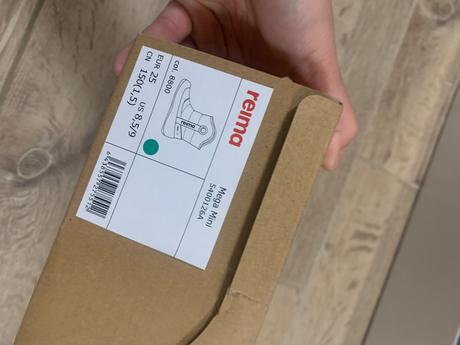 reima
Mega Mini
5400126A
col. 8800
EUR 25
US 8,5/9
CN 150(1,5)